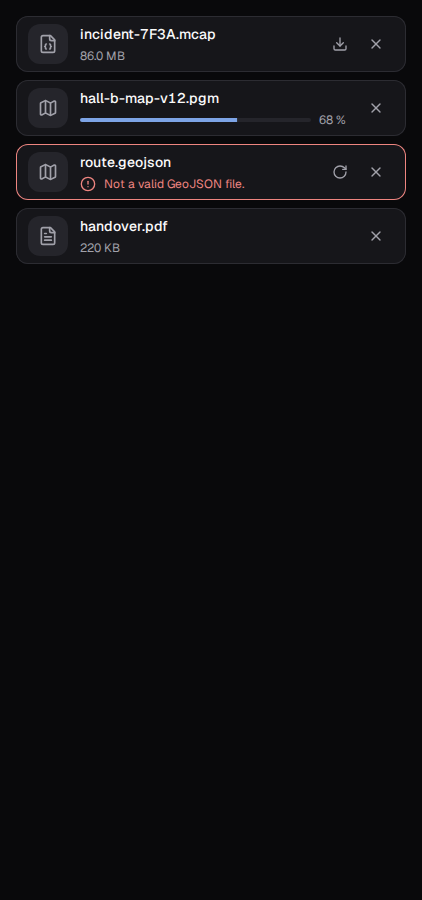 incident-7F3A.mcap
86.0 MB
hall-b-map-v12.pgm
68 %
route.geojson
Not a valid GeoJSON file.
handover.pdf
220 KB